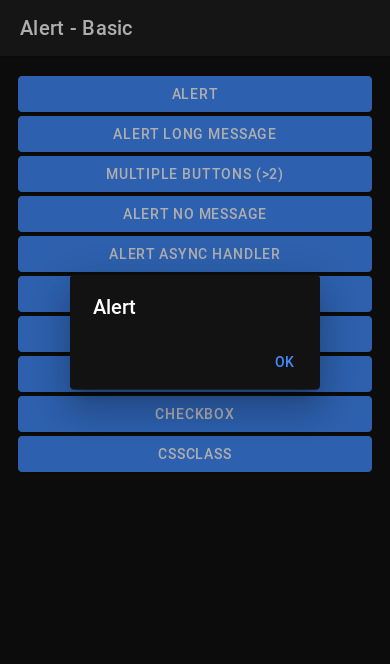 Alert - Basic
ALERT
ALERT LONG MESSAGE
MULTIPLE BUTTONS (>2)
ALERT NO MESSAGE
ALERT ASYNC HANDLER
Alert
OK
CHECKBOX
CSSCLASS